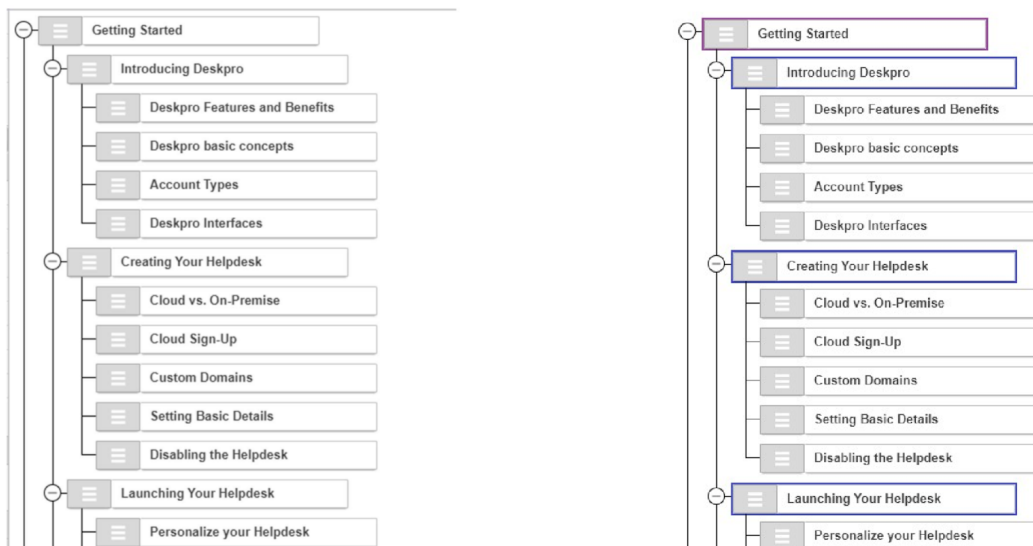 Getting Started
Introducing Deskpro
Deskpro Features and Benefits
Deskpro basic concepts
Account Types
Deskpro Interfaces
Creating Your Helpdesk
Cloud vs. On-Premise
Cloud Sign-Up
Custom Domains
Setting Basic Details
Disabling the Helpdesk
Launching Your Helpdesk
Personalize your Helpdesk
Getting Started
Introducing Deskpro
Deskpro Features and Benefits
Deskpro basic concepts
Account Types
Deskpro Interfaces
Creating Your Helpdesk
Cloud vs. On-Premise
Cloud Sign-Up
Custom Domains
Setting Basic Details
Disabling the Helpdesk
Launching Your Helpdesk
Personalize your Helpdesk